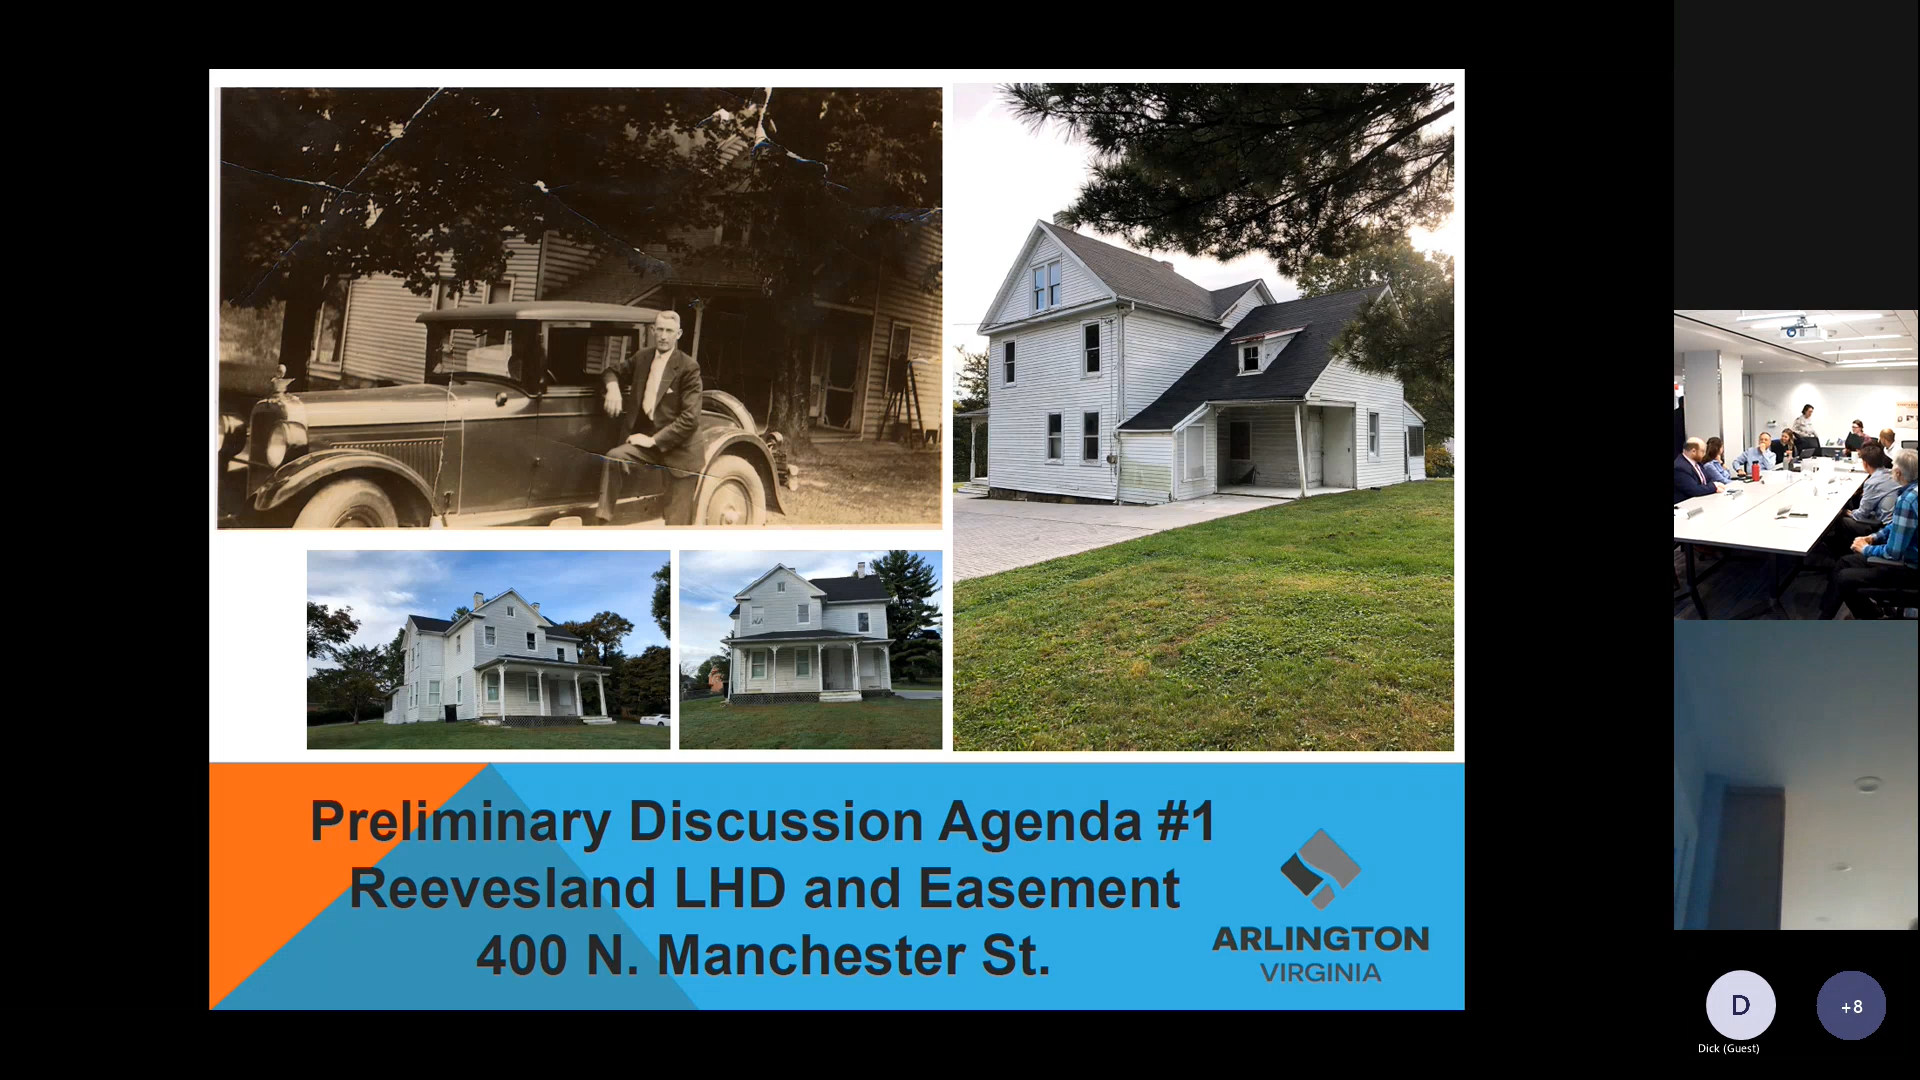 Preliminary Discussion Agenda #1
Reevesland LHD and Easement
400 N. Manchester St.
ARLINGTON
VIRGINIA
D
+8
Dick (Guest)